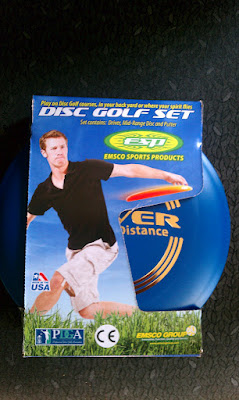 Play on Disc Golf courses, in your back yard or where your spirit flies
DISC GOLF SET
Set contains: Driver, Mid-Range Disc and Putter
esp
EMSCO SPORTS PRODUCTS
VER
Distance
USA
PDGA
CE
EMSCO GROUP